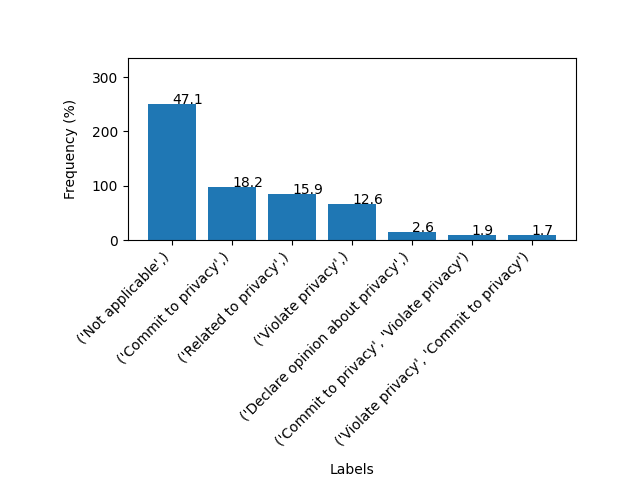 300
200
100
0
Frequency (%)
47.1
18.2
15.9
12.6
2.6
1.9
1.7
('Not applicable',)
('Commit to privacy',)
('Related to privacy',)
('Violate privacy',)
('Declare opinion about privacy',)
('Commit to privacy', 'Violate privacy')
('Violate privacy', 'Commit to privacy')
Labels